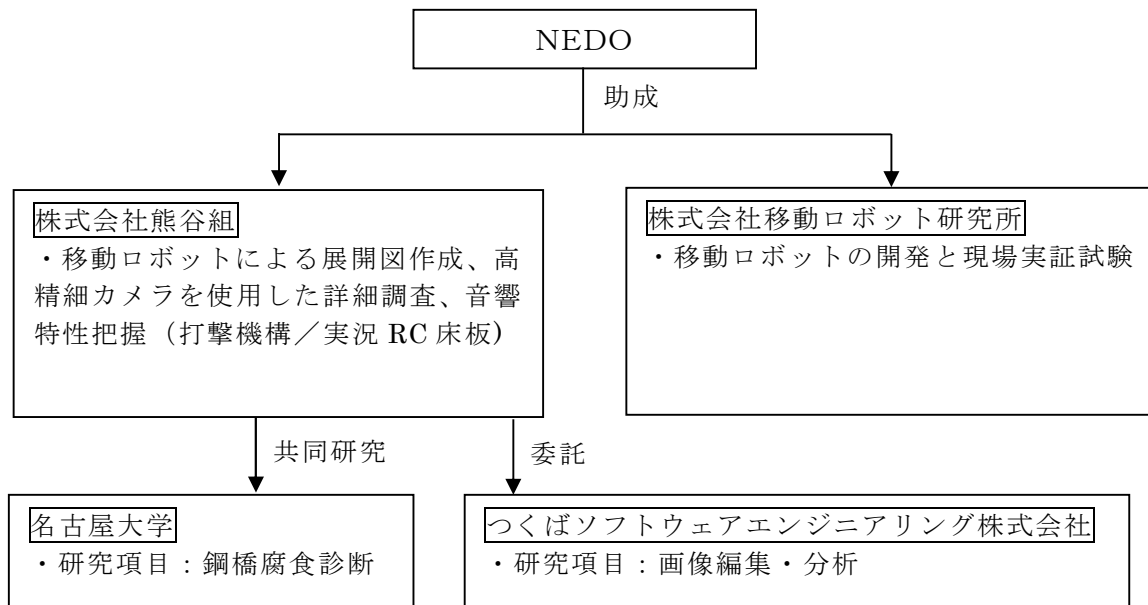 NEDO
助成
株式会社熊谷組
・移動ロボットによる展開図作成、高
精細カメラを使用した詳細調査、音響
特性把握（打撃機構／実況 RC 床板）
株式会社移動ロボット研究所
・移動ロボットの開発と現場実証試験
共同研究
委託
名古屋大学
・研究項目：鋼橋腐食診断
つくばソフトウェアエンジニアリング株式会社
・研究項目：画像編集・分析